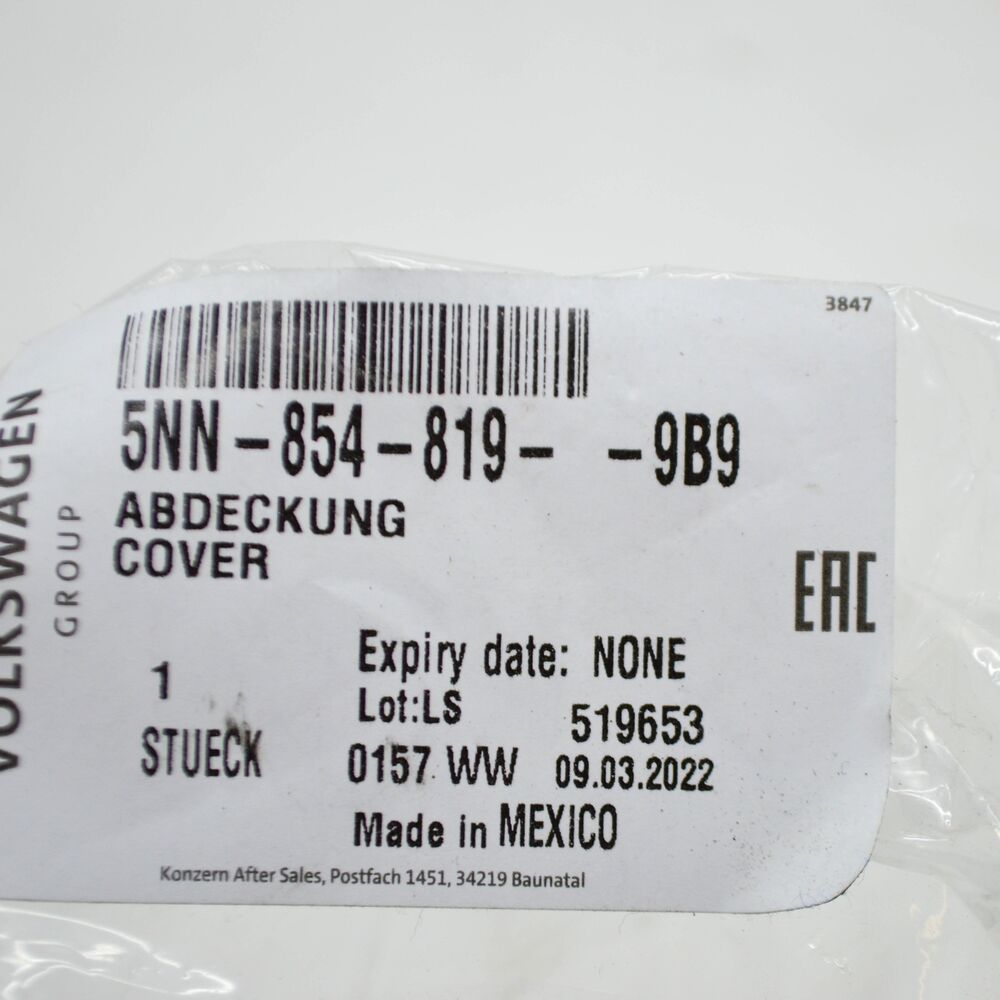 3847
VOLKSWAGEN
GROUP
5NN-854-819- -9B9
ABDECKUNG
COVER
EAC
1
STUECK
Expiry date: NONE
Lot:LS 519653
0157 WW 09.03.2022
Made in MEXICO
Konzern After Sales, Postfach 1451, 34219 Baunatal